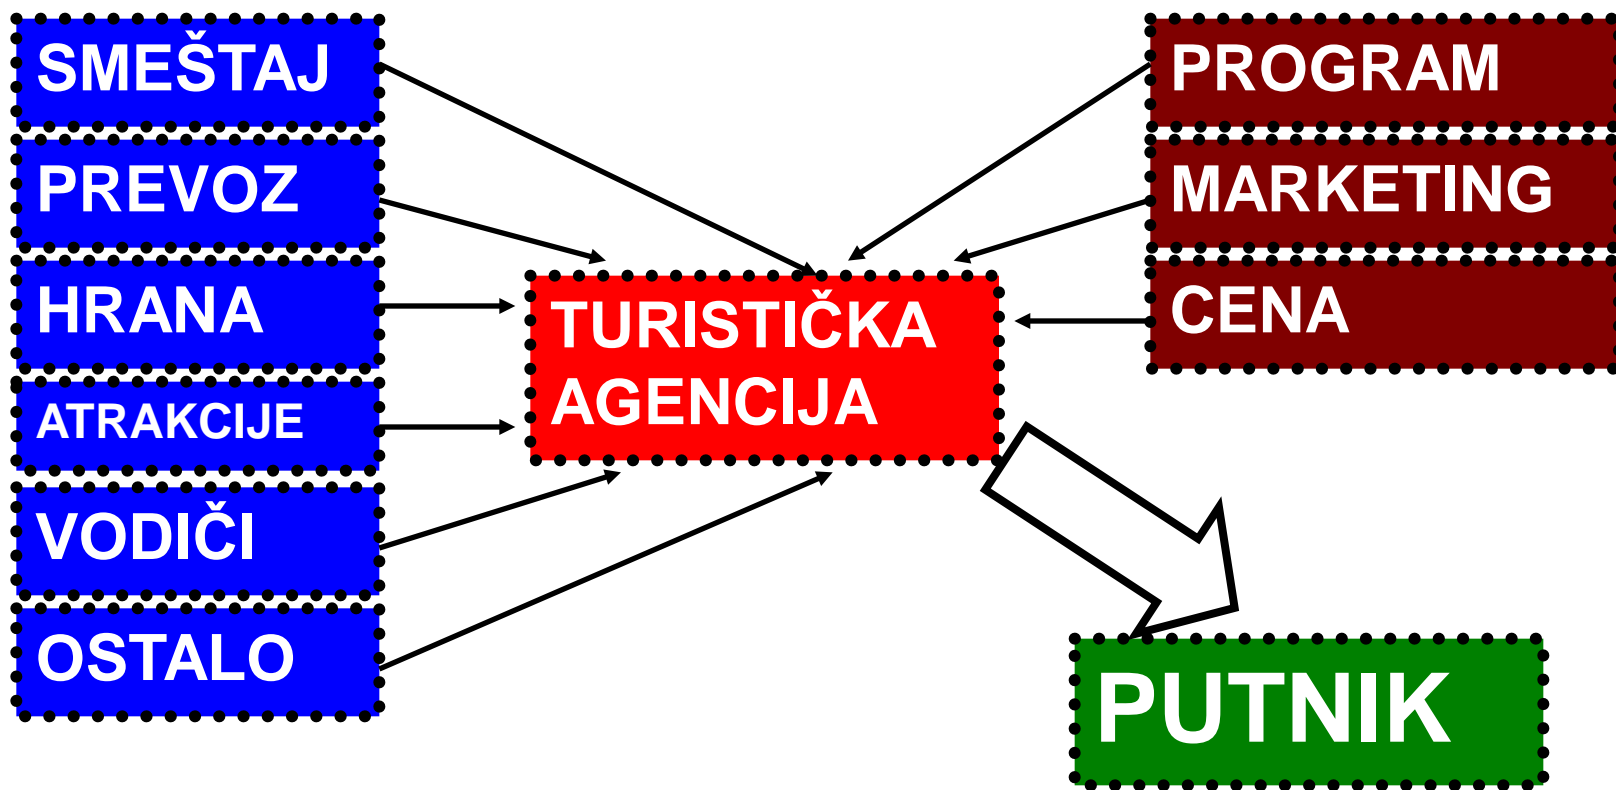 SMEŠTAJ
PREVOZ
HRANA
ATRAKCIJE
VODIČI
OSTALO
TURISTIČKA
AGENCIJA
PROGRAM
MARKETING
CENA
PUTNIK